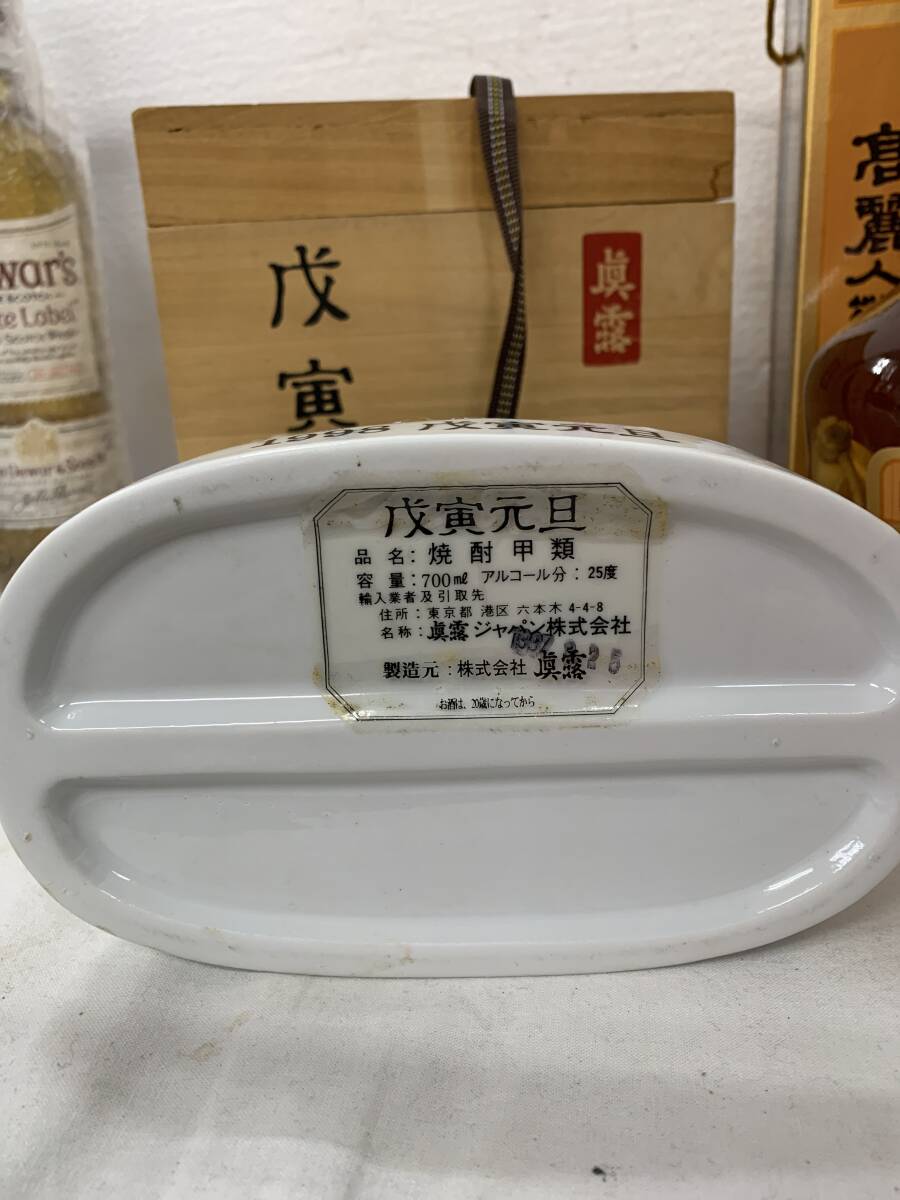 戊寅
眞露
高麗人
war's
re Label
1998 戊寅元旦
戊寅元旦
品名：焼酎甲類
容量：700㎖ アルコール分：25度
輸入業者及引取先
住所：東京都 港区 六本木 4-4-8
名称：眞露ジャパン株式会社
製造元：株式会社 眞露
お酒は、20歳になってから